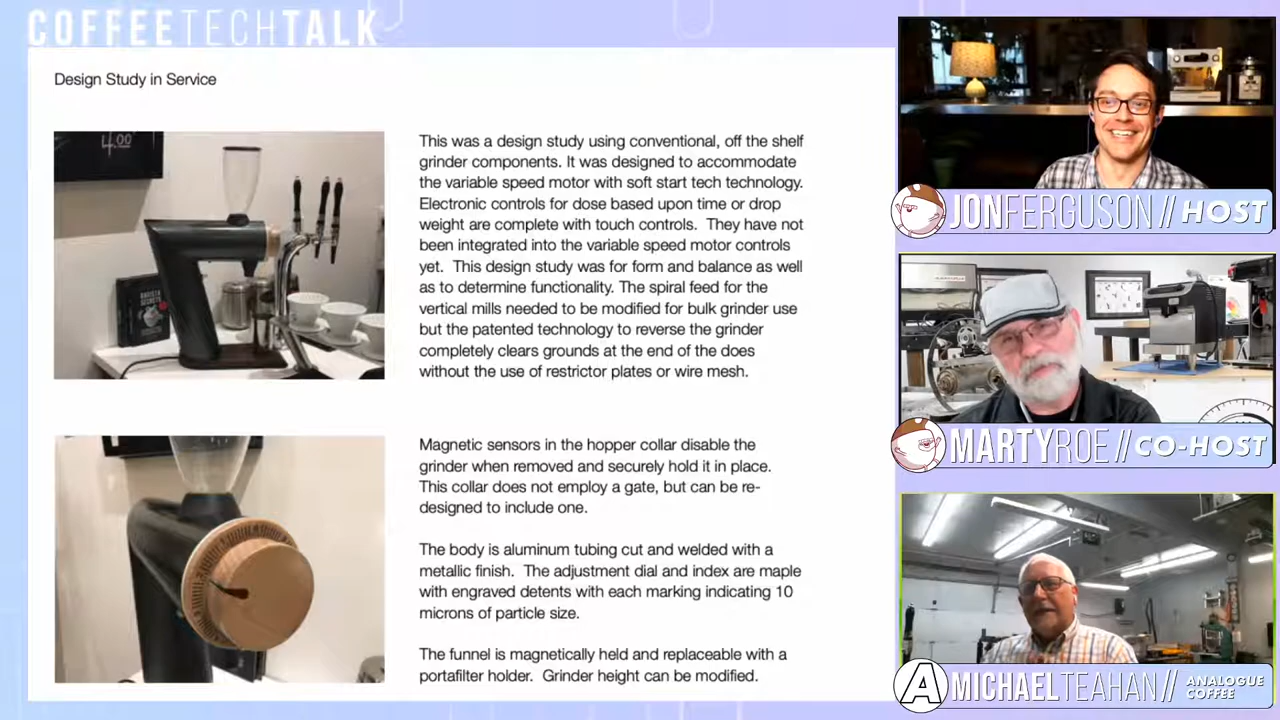 COFFEETECHTALK
Design Study in Service
This was a design study using conventional, off the shelf
grinder components. It was designed to accommodate
the variable speed motor with soft start tech technology.
Electronic controls for dose based upon time or drop
weight are complete with touch controls.  They have not
been integrated into the variable speed motor controls
yet.  This design study was for form and balance as well
as to determine functionality. The spiral feed for the
vertical mills needed to be modified for bulk grinder use
but the patented technology to reverse the grinder
completely clears grounds at the end of the does
without the use of restrictor plates or wire mesh.
Magnetic sensors in the hopper collar disable the
grinder when removed and securely hold it in place.
This collar does not employ a gate, but can be re-
designed to include one.
The body is aluminum tubing cut and welded with a
metallic finish.  The adjustment dial and index are maple
with engraved detents with each marking indicating 10
microns of particle size.
The funnel is magnetically held and replaceable with a
portafilter holder.  Grinder height can be modified.
4.00
BARISTA
SECRETS
JONFERGUSON // HOST
MARTYROE // CO-HOST
A MICHAELTEAHAN // ANALOGUE
COFFEE